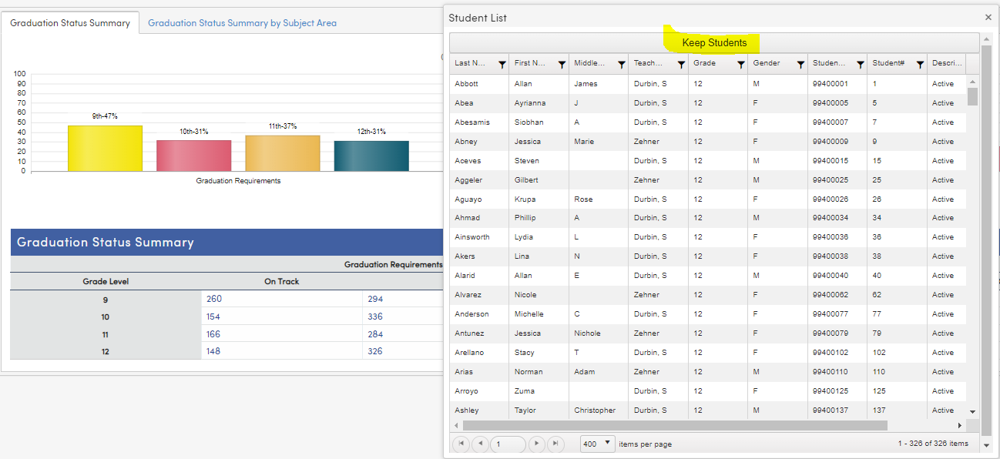 Graduation Status Summary Graduation Status Summary by Subject Area
100
90
80
70
60
50
40
30
20
10
0
9th-47%
10th-31%
11th-37%
12th-31%
Graduation Requirements
Graduation Status Summary
Graduation Requirements
Grade Level On Track
9 260 294
10 154 336
11 166 284
12 148 326
Student List
Keep Students
Last N... First N... Middle... Teach... Grade Gender Studen... Student# Descri...
Abbott Allan James Durbin, S 12 M 99400001 1 Active
Abea Ayrianna J Durbin, S 12 F 99400005 5 Active
Abesamis Siobhan A Durbin, S 12 F 99400007 7 Active
Abney Jessica Marie Zehner 12 F 99400009 9 Active
Aceves Steven Durbin, S 12 M 99400015 15 Active
Aggeler Gilbert Zehner 12 M 99400025 25 Active
Aguayo Krupa Rose Durbin, S 12 F 99400026 26 Active
Ahmad Phillip A Durbin, S 12 M 99400034 34 Active
Ainsworth Lydia L Durbin, S 12 F 99400036 36 Active
Akers Lina N Durbin, S 12 F 99400038 38 Active
Alarid Allan E Durbin, S 12 M 99400040 40 Active
Alvarez Nicole Zehner 12 F 99400062 62 Active
Anderson Michelle C Durbin, S 12 F 99400077 77 Active
Antunez Jessica Nichole Zehner 12 F 99400079 79 Active
Arellano Stacy T Durbin, S 12 F 99400102 102 Active
Arias Norman Adam Zehner 12 M 99400110 110 Active
Arroyo Zuma Durbin, S 12 F 99400125 125 Active
Ashley Taylor Christopher Durbin, S 12 M 99400137 137 Active
1 400 items per page 1 - 326 of 326 items